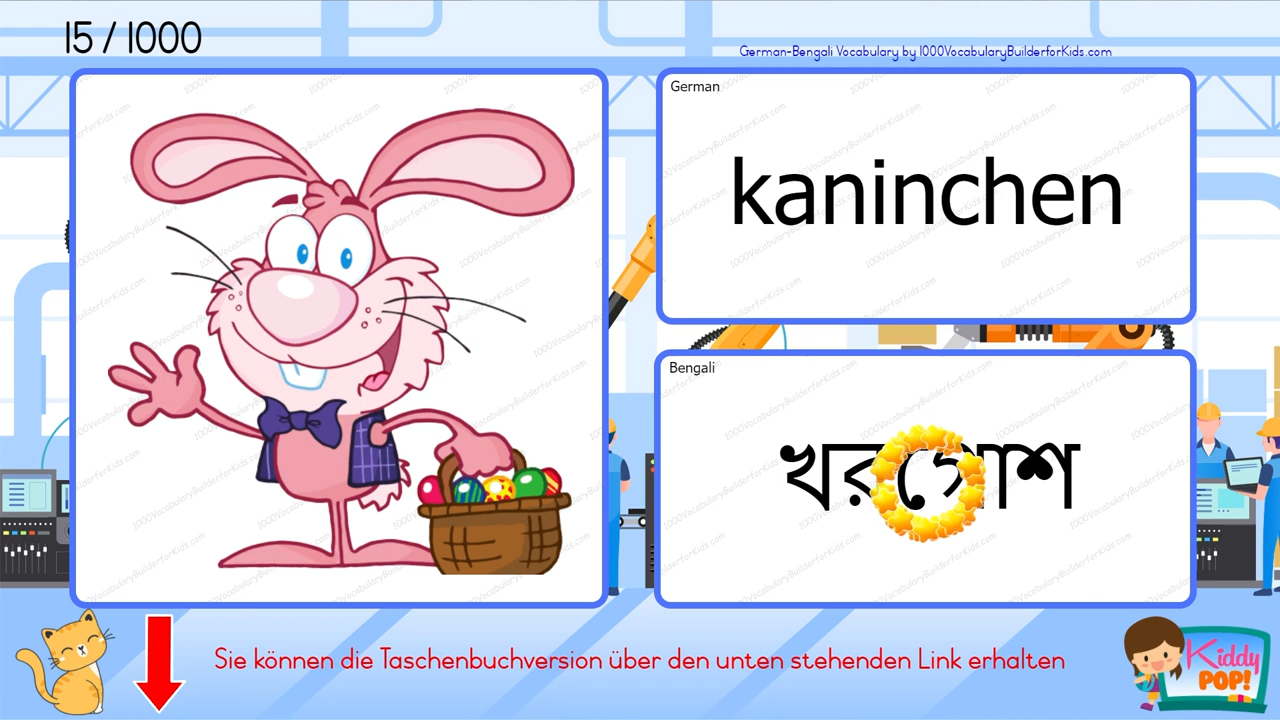 15 / 1000
German-Bengali Vocabulary by 1000VocabularyBuilderforKids.com
German
kaninchen
Bengali
খরগোশ
Sie können die Taschenbuchversion über den unten stehenden Link erhalten
Kiddy
POP!